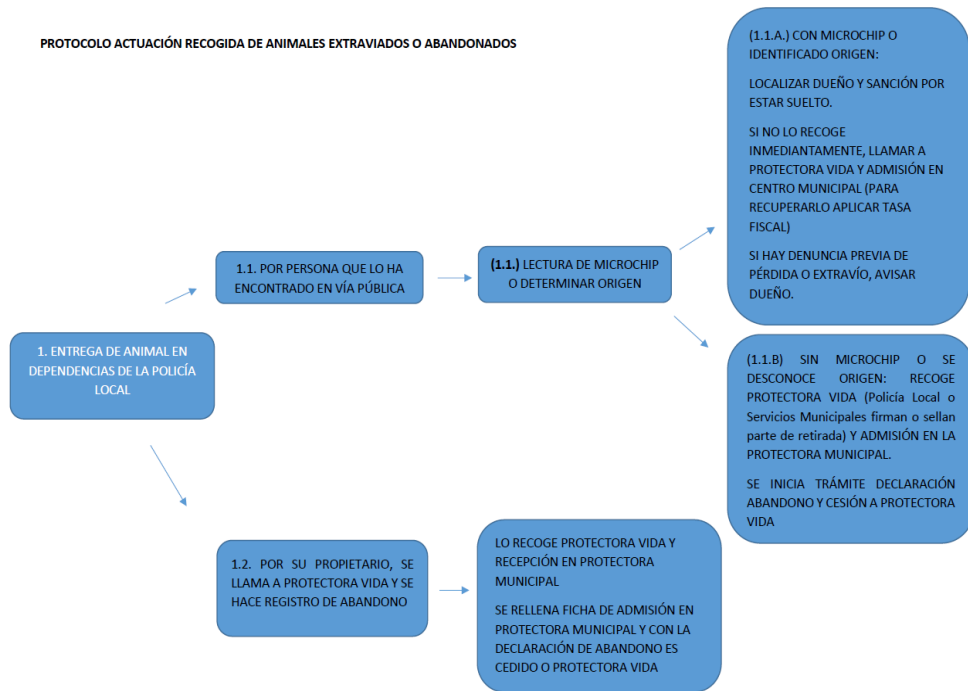 PROTOCOLO ACTUACIÓN RECOGIDA DE ANIMALES EXTRAVIADOS O ABANDONADOS
1. ENTREGA DE ANIMAL EN
DEPENDENCIAS DE LA POLICÍA
LOCAL
1.1. POR PERSONA QUE LO HA
ENCONTRADO EN VÍA PÚBLICA
(1.1.) LECTURA DE MICROCHIP
O DETERMINAR ORIGEN
(1.1.A.) CON MICROCHIP O
IDENTIFICADO ORIGEN:
LOCALIZAR DUEÑO Y SANCIÓN POR
ESTAR SUELTO.
SI NO LO RECOGE
INMEDIANTAMENTE, LLAMAR A
PROTECTORA VIDA Y ADMISIÓN EN
CENTRO MUNICIPAL (PARA
RECUPERARLO APLICAR TASA
FISCAL)
SI HAY DENUNCIA PREVIA DE
PÉRDIDA O EXTRAVÍO, AVISAR
DUEÑO.
(1.1.B) SIN MICROCHIP O SE
DESCONOCE ORIGEN: RECOGE
PROTECTORA VIDA (Policía Local o
Servicios Municipales firman o sellan
parte de retirada) Y ADMISIÓN EN LA
PROTECTORA MUNICIPAL.
SE INICIA TRÁMITE DECLARACIÓN
ABANDONO Y CESIÓN A PROTECTORA
VIDA
1.2. POR SU PROPIETARIO, SE
LLAMA A PROTECTORA VIDA Y SE
HACE REGISTRO DE ABANDONO
LO RECOGE PROTECTORA VIDA Y
RECEPCIÓN EN PROTECTORA
MUNICIPAL
SE RELLENA FICHA DE ADMISIÓN EN
PROTECTORA MUNICIPAL Y CON LA
DECLARACIÓN DE ABANDONO ES
CEDIDO O PROTECTORA VIDA